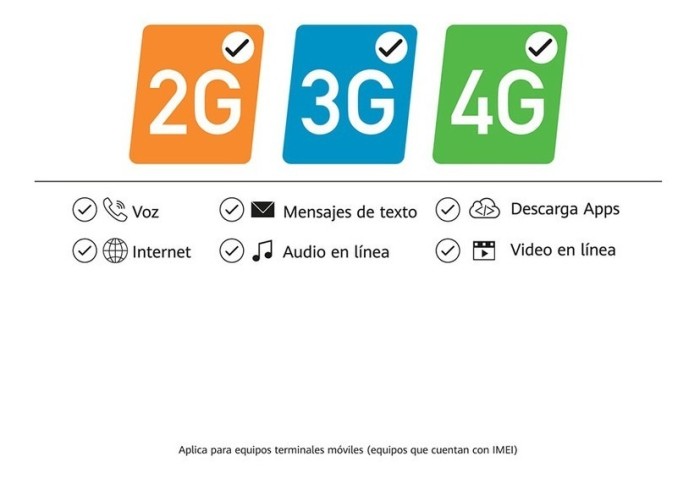 2G 3G 4G
Voz Mensajes de texto Descarga Apps
Internet Audio en línea Video en línea
Aplica para equipos terminales móviles (equipos que cuentan con IMEI)